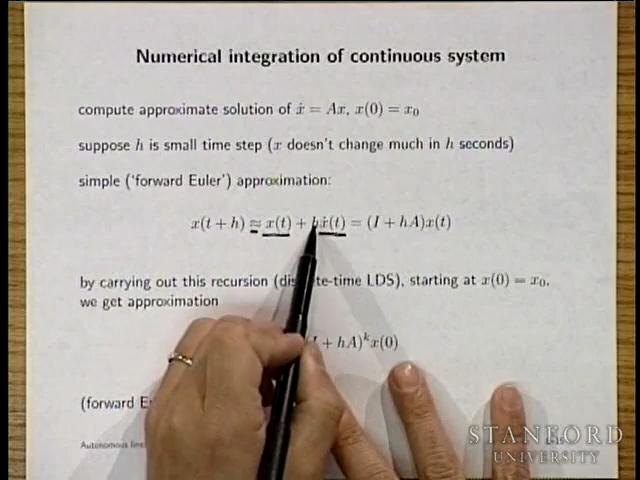 Numerical integration of continuous system
compute approximate solution of ẋ = Ax, x(0) = x₀
suppose h is small time step (x doesn't change much in h seconds)
simple ('forward Euler') approximation:
x(t + h) ≈ x(t) + hẋ(t) = (I + hA)x(t)
by carrying out this recursion (discrete-time LDS), starting at x(0) = x₀,
we get approximation
+ hA)ᵏx(0)
(forward
Autonomous
STANFORD
UNIVERSITY